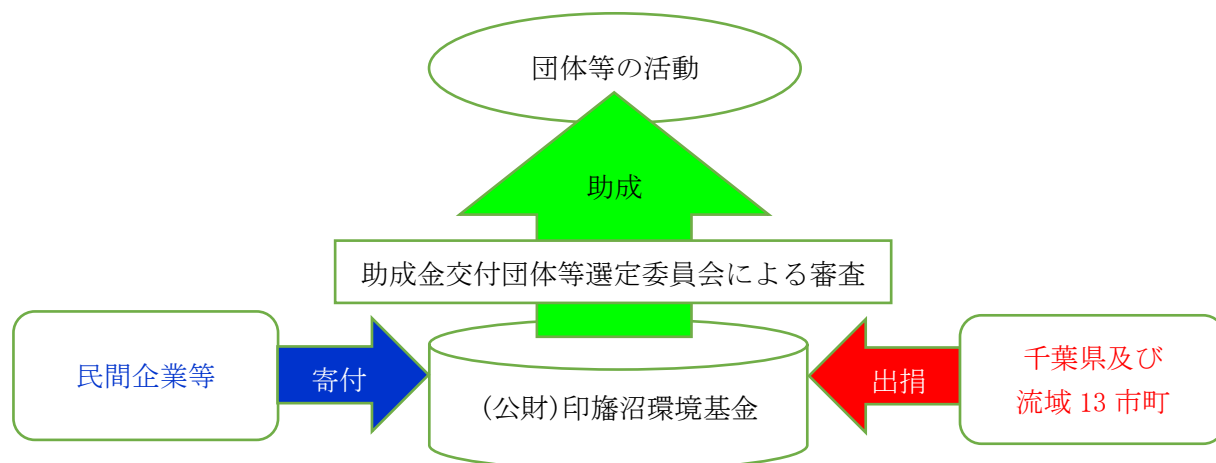 団体等の活動
助成
助成金交付団体等選定委員会による審査
民間企業等
寄付
(公財)印旛沼環境基金
出捐
千葉県及び
流域 13 市町